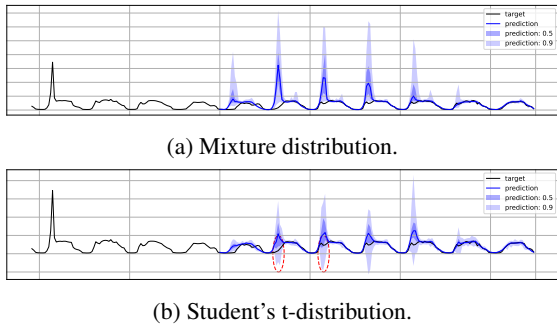 target
prediction
prediction: 0.5
prediction: 0.9
(a) Mixture distribution.
target
prediction
prediction: 0.5
prediction: 0.9
(b) Student's t-distribution.